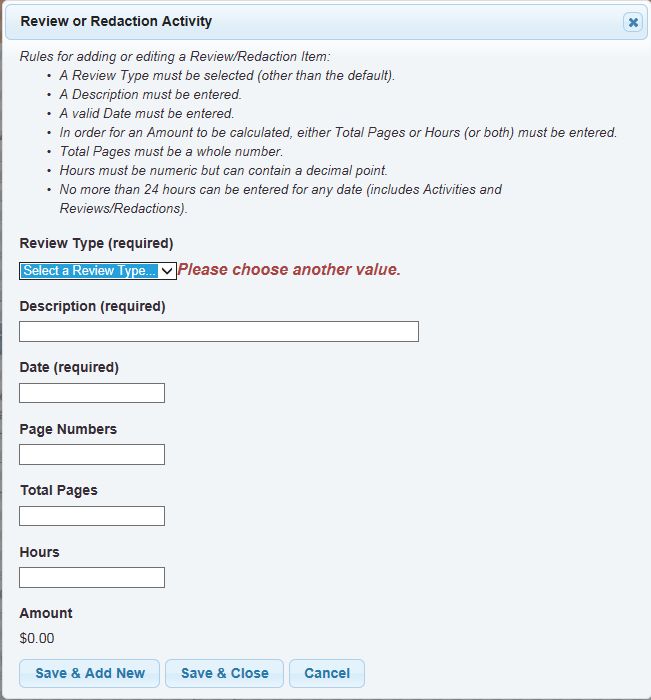 Review or Redaction Activity
Rules for adding or editing a Review/Redaction Item:
• A Review Type must be selected (other than the default).
• A Description must be entered.
• A valid Date must be entered.
• In order for an Amount to be calculated, either Total Pages or Hours (or both) must be entered.
• Total Pages must be a whole number.
• Hours must be numeric but can contain a decimal point.
• No more than 24 hours can be entered for any date (includes Activities and
Reviews/Redactions).
Review Type (required)
Select a Review Type... Please choose another value.
Description (required)
Date (required)
Page Numbers
Total Pages
Hours
Amount
$0.00
Save & Add New Save & Close Cancel